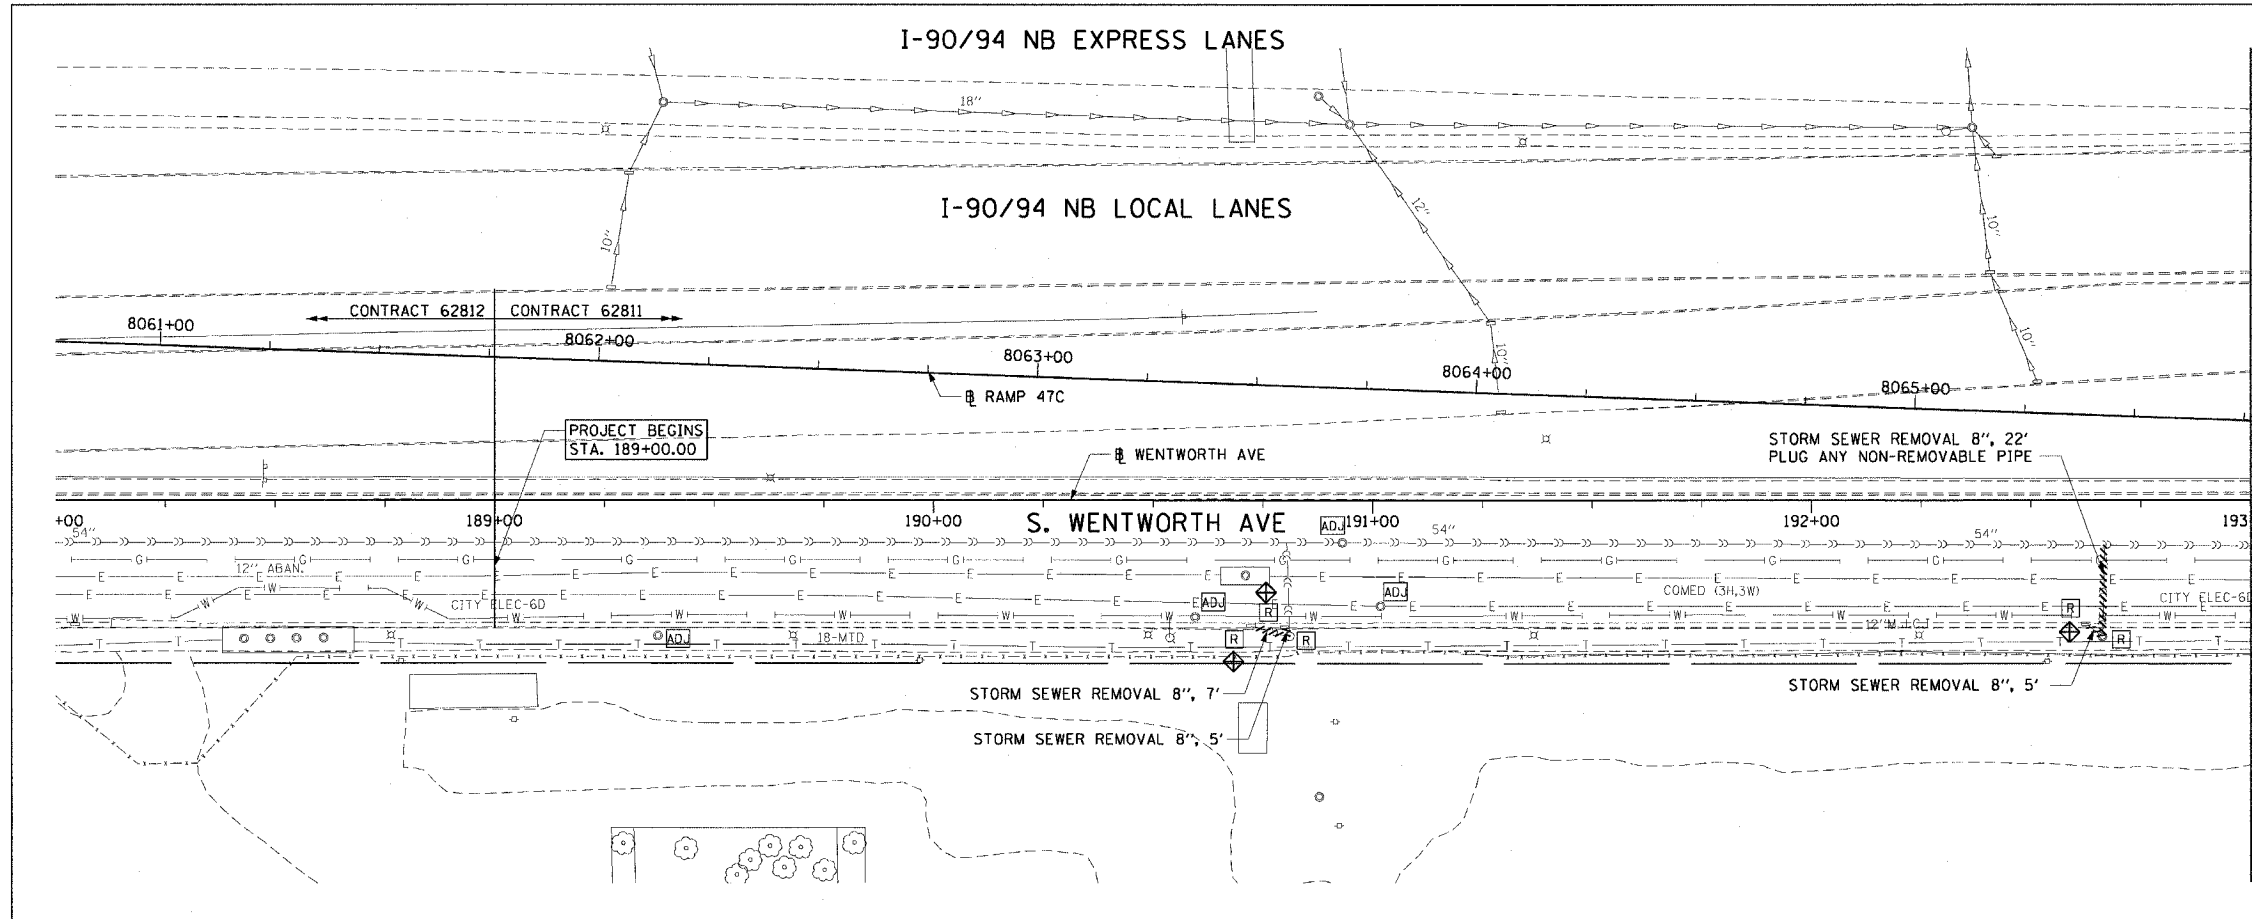 I-90/94 NB EXPRESS LANES
18"
I-90/94 NB LOCAL LANES
10"
12"
10"
CONTRACT 62812
CONTRACT 62811
8061+00
8062+00
8063+00
8064+00
8065+00
10"
10"
℄ RAMP 47C
PROJECT BEGINS
STA. 189+00.00
℄ WENTWORTH AVE
STORM SEWER REMOVAL 8", 22'
PLUG ANY NON-REMOVABLE PIPE
+00
189+00
190+00
S. WENTWORTH AVE
ADJ
191+00
192+00
193
54"
54"
54"
G G G G G G G G G G G G G
12" ABAN.
E E E E E E E E E E E E E E E E
COMED (3H,3W)
CITY ELEC-6D
CITY ELEC-6D
ADJ
ADJ
R
R
W W W W W W W W W W W W
ADJ
18-MTD
R
R
R
T T T T T T T T T T T T T T T T T
STORM SEWER REMOVAL 8", 7'
STORM SEWER REMOVAL 8", 5'
STORM SEWER REMOVAL 8", 5'